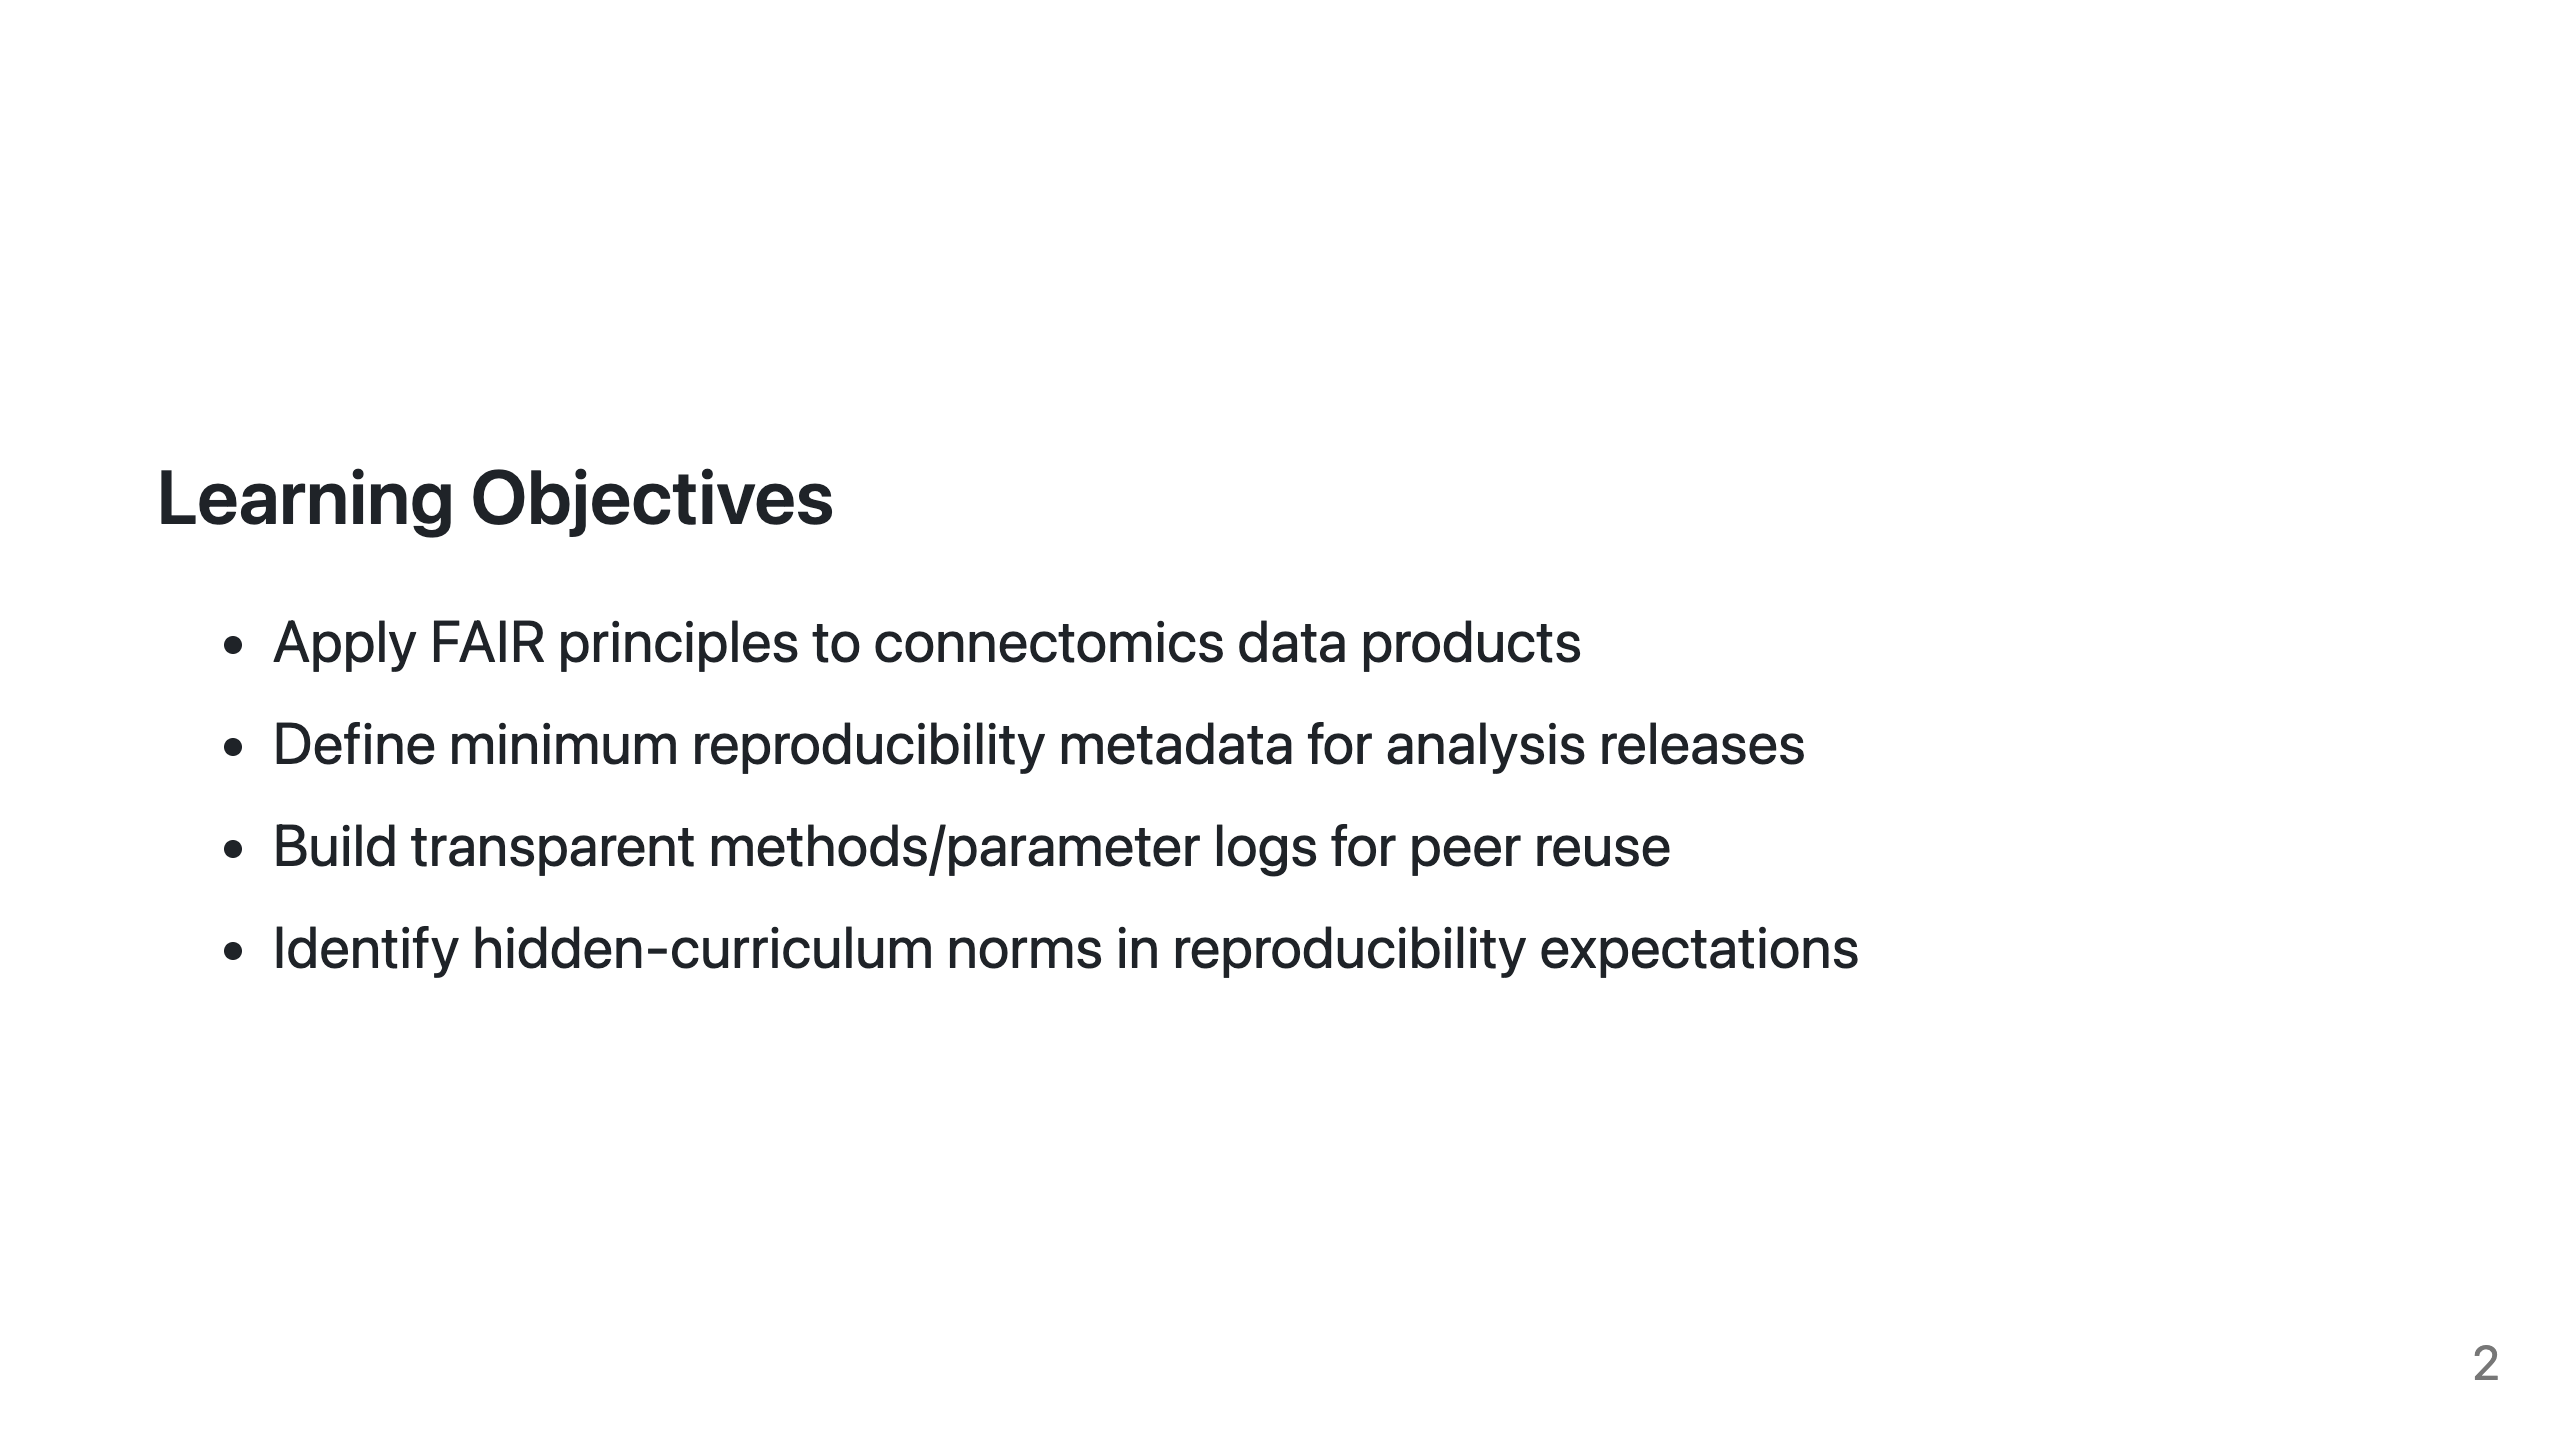 Learning Objectives
• Apply FAIR principles to connectomics data products
• Define minimum reproducibility metadata for analysis releases
• Build transparent methods/parameter logs for peer reuse
• Identify hidden-curriculum norms in reproducibility expectations
2